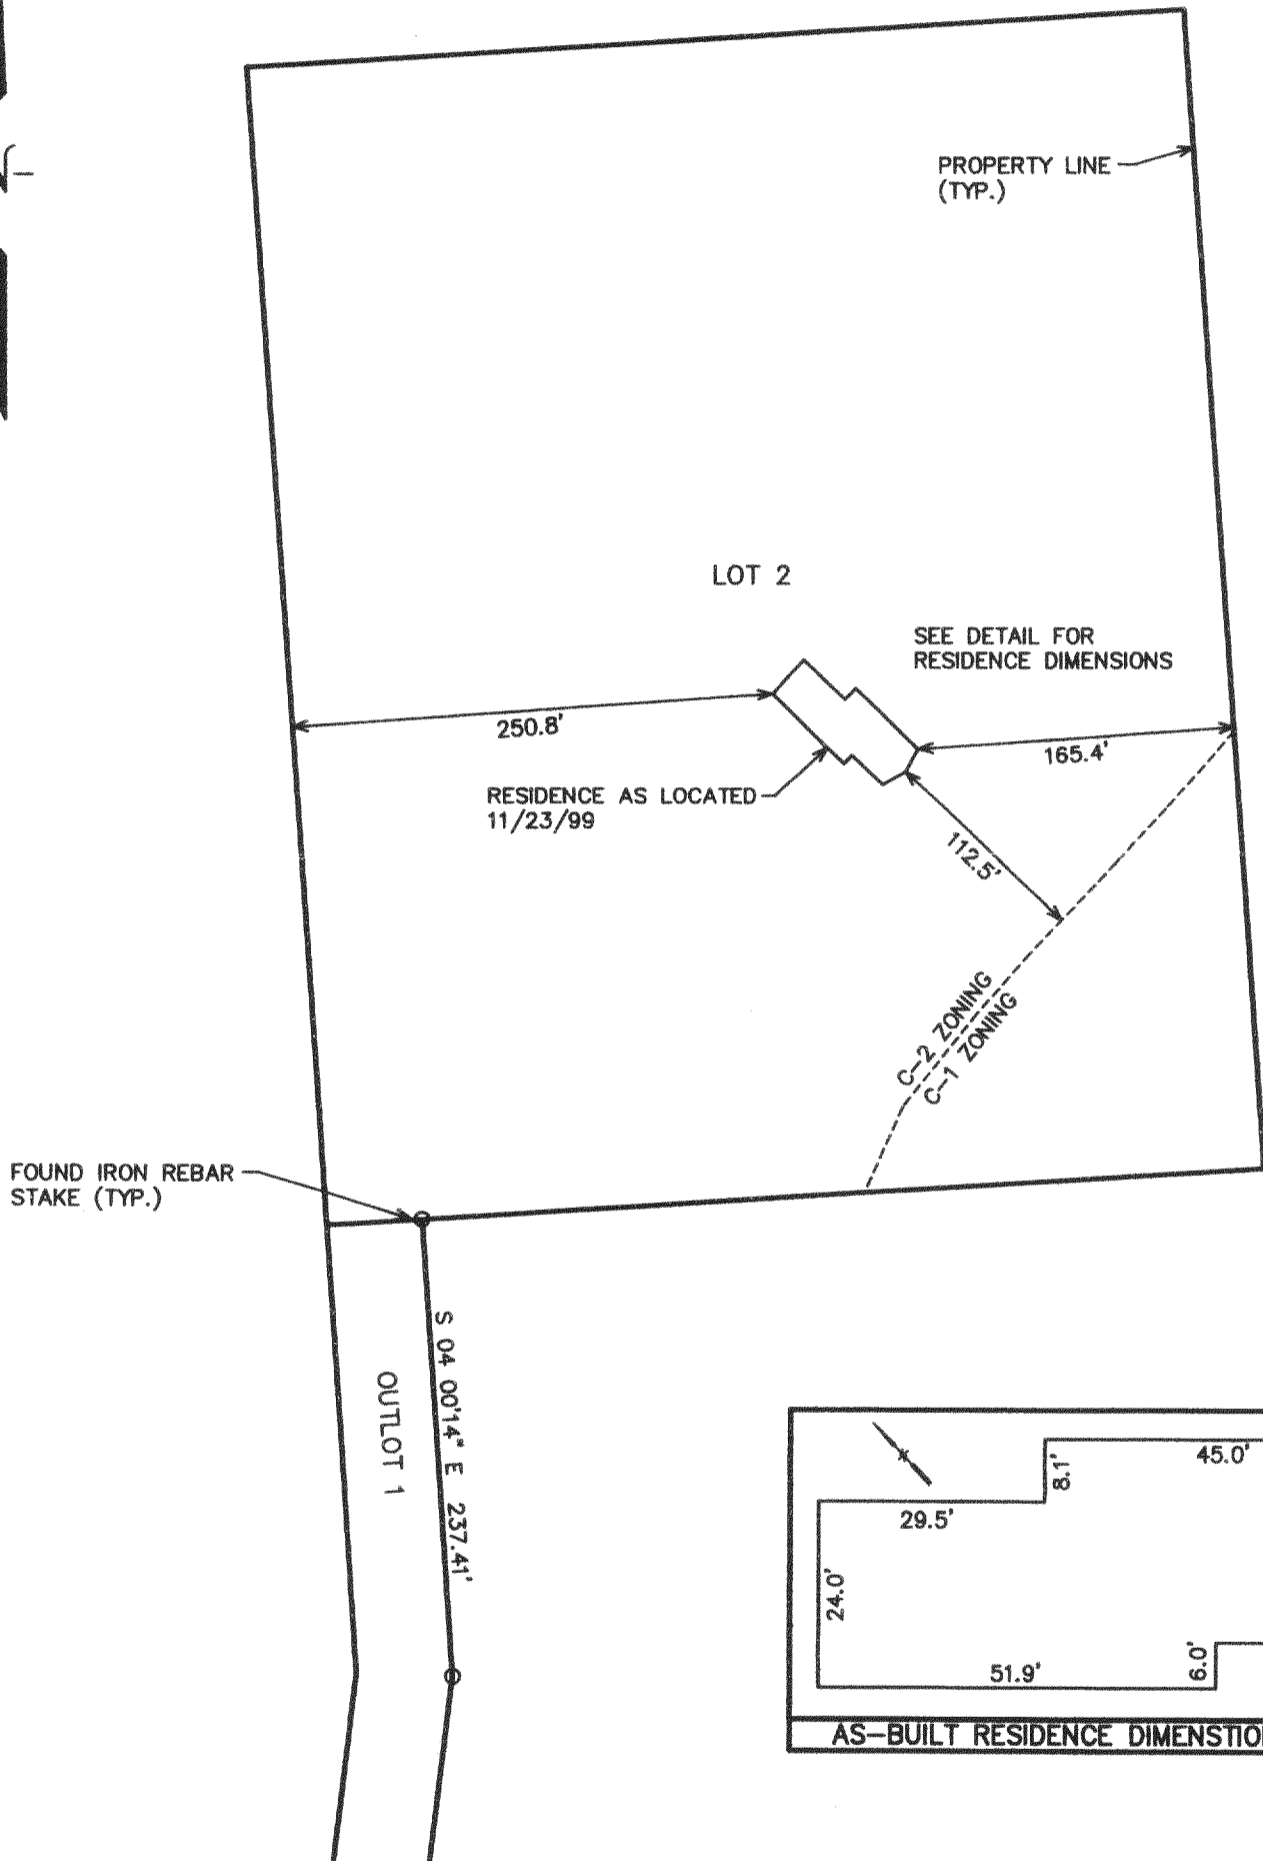 PROPERTY LINE
(TYP.)
LOT 2
SEE DETAIL FOR
RESIDENCE DIMENSIONS
250.8'
165.4'
RESIDENCE AS LOCATED
11/23/99
112.5'
C-2 ZONING
C-1 ZONING
FOUND IRON REBAR
STAKE (TYP.)
S 04 00'14" E 237.41'
OUTLOT 1
45.0'
8.1'
29.5'
24.0'
6.0'
51.9'
AS-BUILT RESIDENCE DIMENSTIO